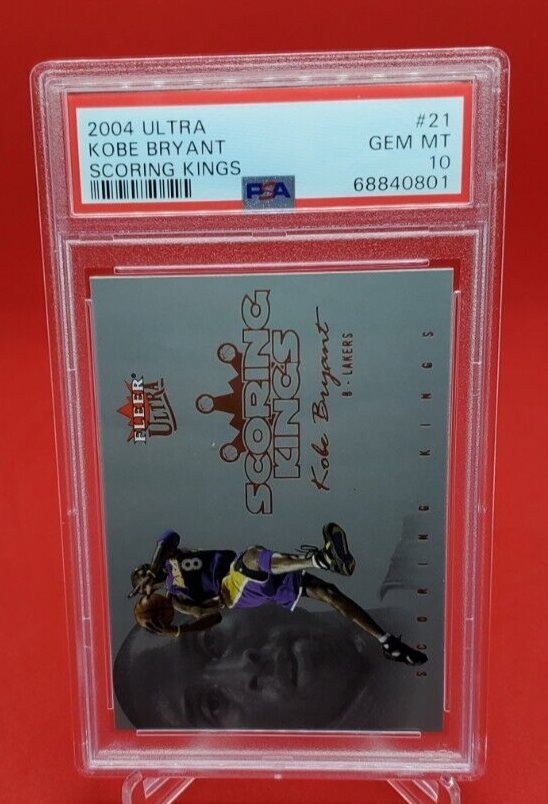 2004 ULTRA #21
KOBE BRYANT GEM MT
SCORING KINGS 10
PSA 68840801
FLEER
ULTRA
SCORING
KINGS
Kobe Bryant
8 · LAKERS
SCORING KINGS
8